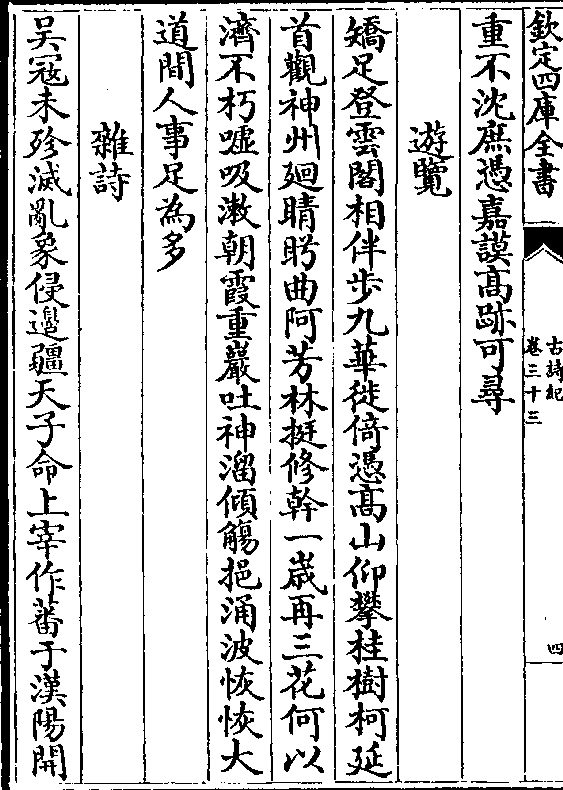 欽定四庫全書
古詩紀
卷三十三
四
重不沈庶憑嘉謨高跡可尋
遊覽
矯足登雲閣相伴步九華徙倚憑高山仰攀桂樹柯延
首觀神州廻睛眄曲阿芳林挺修幹一嵗再三花何以
濟不朽噓吸漱朝霞重巖吐神溜傾觴挹涌波恢恢大
道間人事足為多
雜詩
吳冦未殄滅亂象侵邊疆天子命上宰作蕃于漢陽開